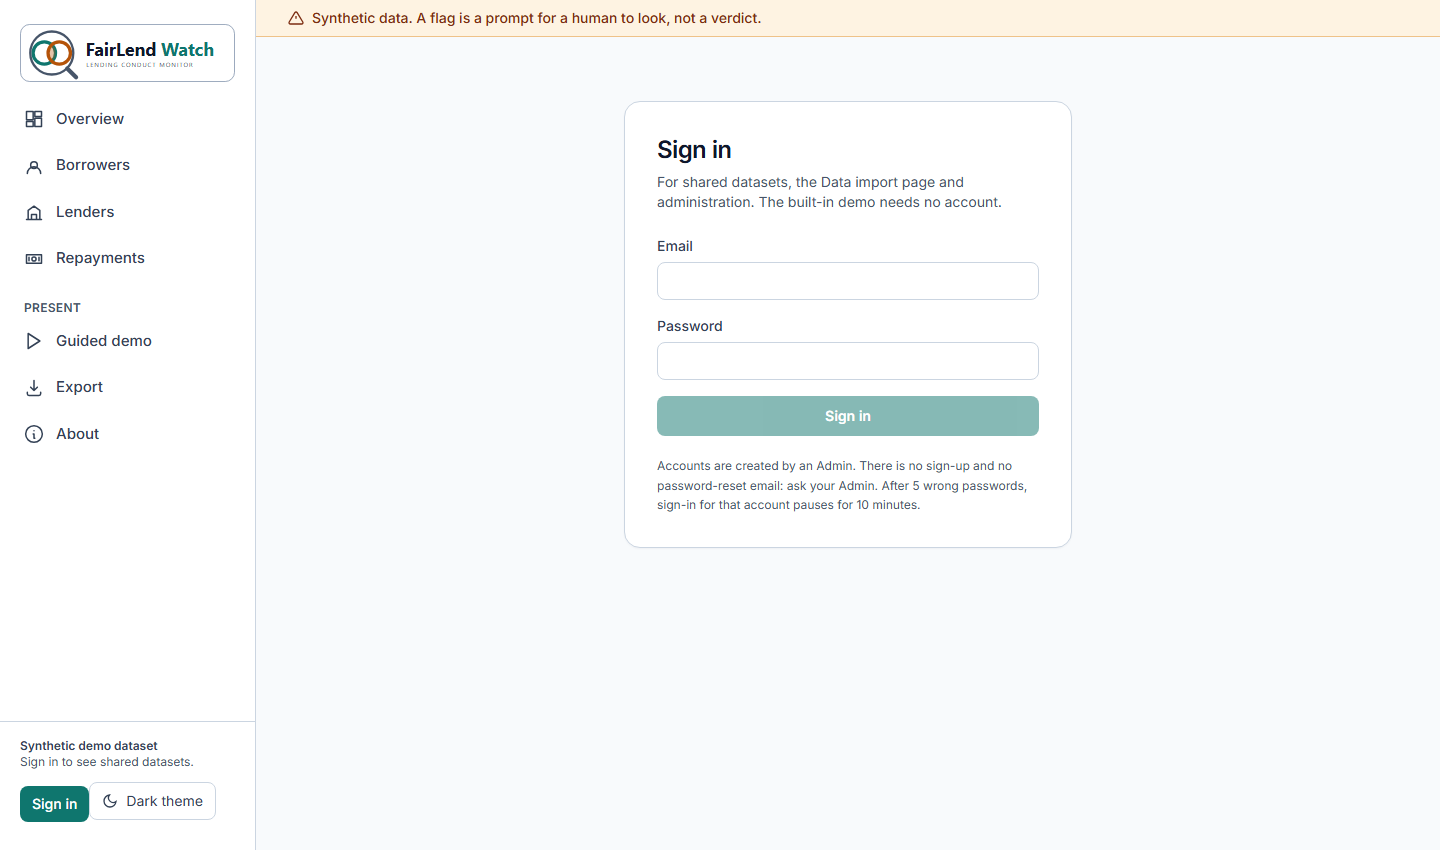 FairLend Watch
LENDING CONDUCT MONITOR
Overview
Borrowers
Lenders
Repayments
PRESENT
Guided demo
Export
About
Synthetic demo dataset
Sign in to see shared datasets.
Sign in
Dark theme
Synthetic data. A flag is a prompt for a human to look, not a verdict.
Sign in
For shared datasets, the Data import page and
administration. The built-in demo needs no account.
Email
Password
Sign in
Accounts are created by an Admin. There is no sign-up and no
password-reset email: ask your Admin. After 5 wrong passwords,
sign-in for that account pauses for 10 minutes.